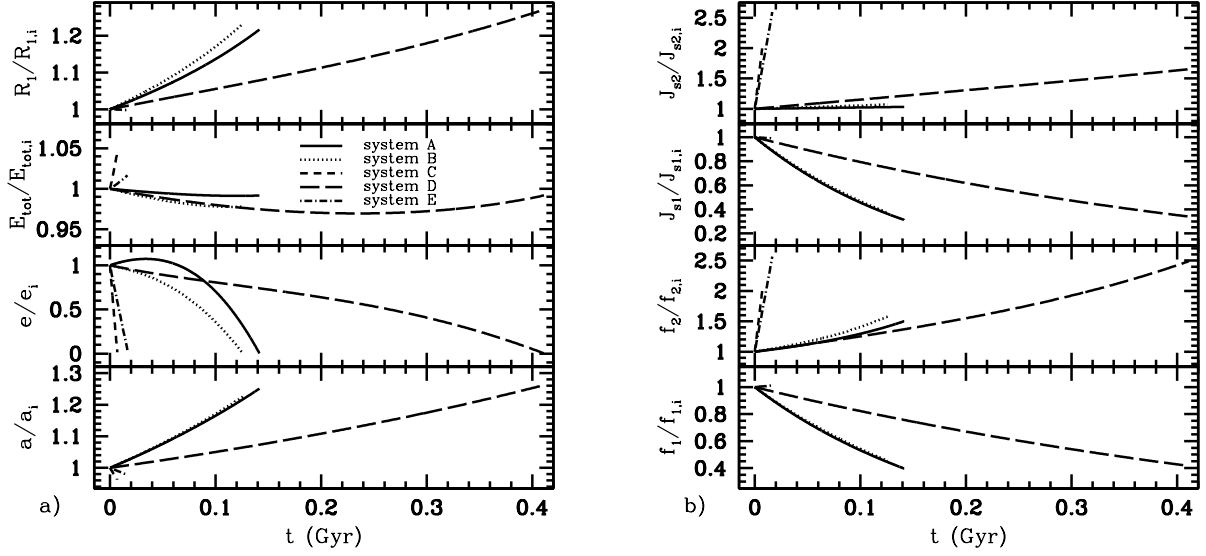 R1/R1,i
1.2
1.1
1
Etot/Etot,i
1.05
1
0.95
system A
system B
system C
system D
system E
e/ei
1
0.5
0
a/ai
1.3
1.2
1.1
1
0 0.1 0.2 0.3 0.4
a)
t (Gyr)
Js2/Js2,i
2.5
2
1.5
1
Js1/Js1,i
1
0.8
0.6
0.4
0.2
f2/f2,i
2.5
2
1.5
1
f1/f1,i
1
0.8
0.6
0.4
0 0.1 0.2 0.3 0.4
b)
t (Gyr)